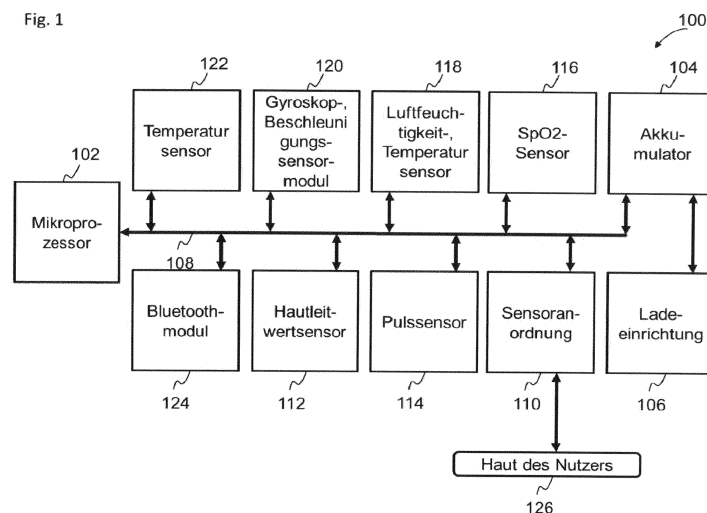 Fig. 1
100
122
120
118
116
104
Temperatur
sensor
Gyroskop-,
Beschleuni
gungs-
sensor-
modul
Luftfeuch-
tigkeit-,
Temperatur
sensor
SpO2-
Sensor
Akku-
mulator
102
Mikropro-
zessor
108
Bluetooth-
modul
Hautleit-
wertsensor
Pulssensor
Sensoran-
ordnung
Lade-
einrichtung
124
112
114
110
106
Haut des Nutzers
126